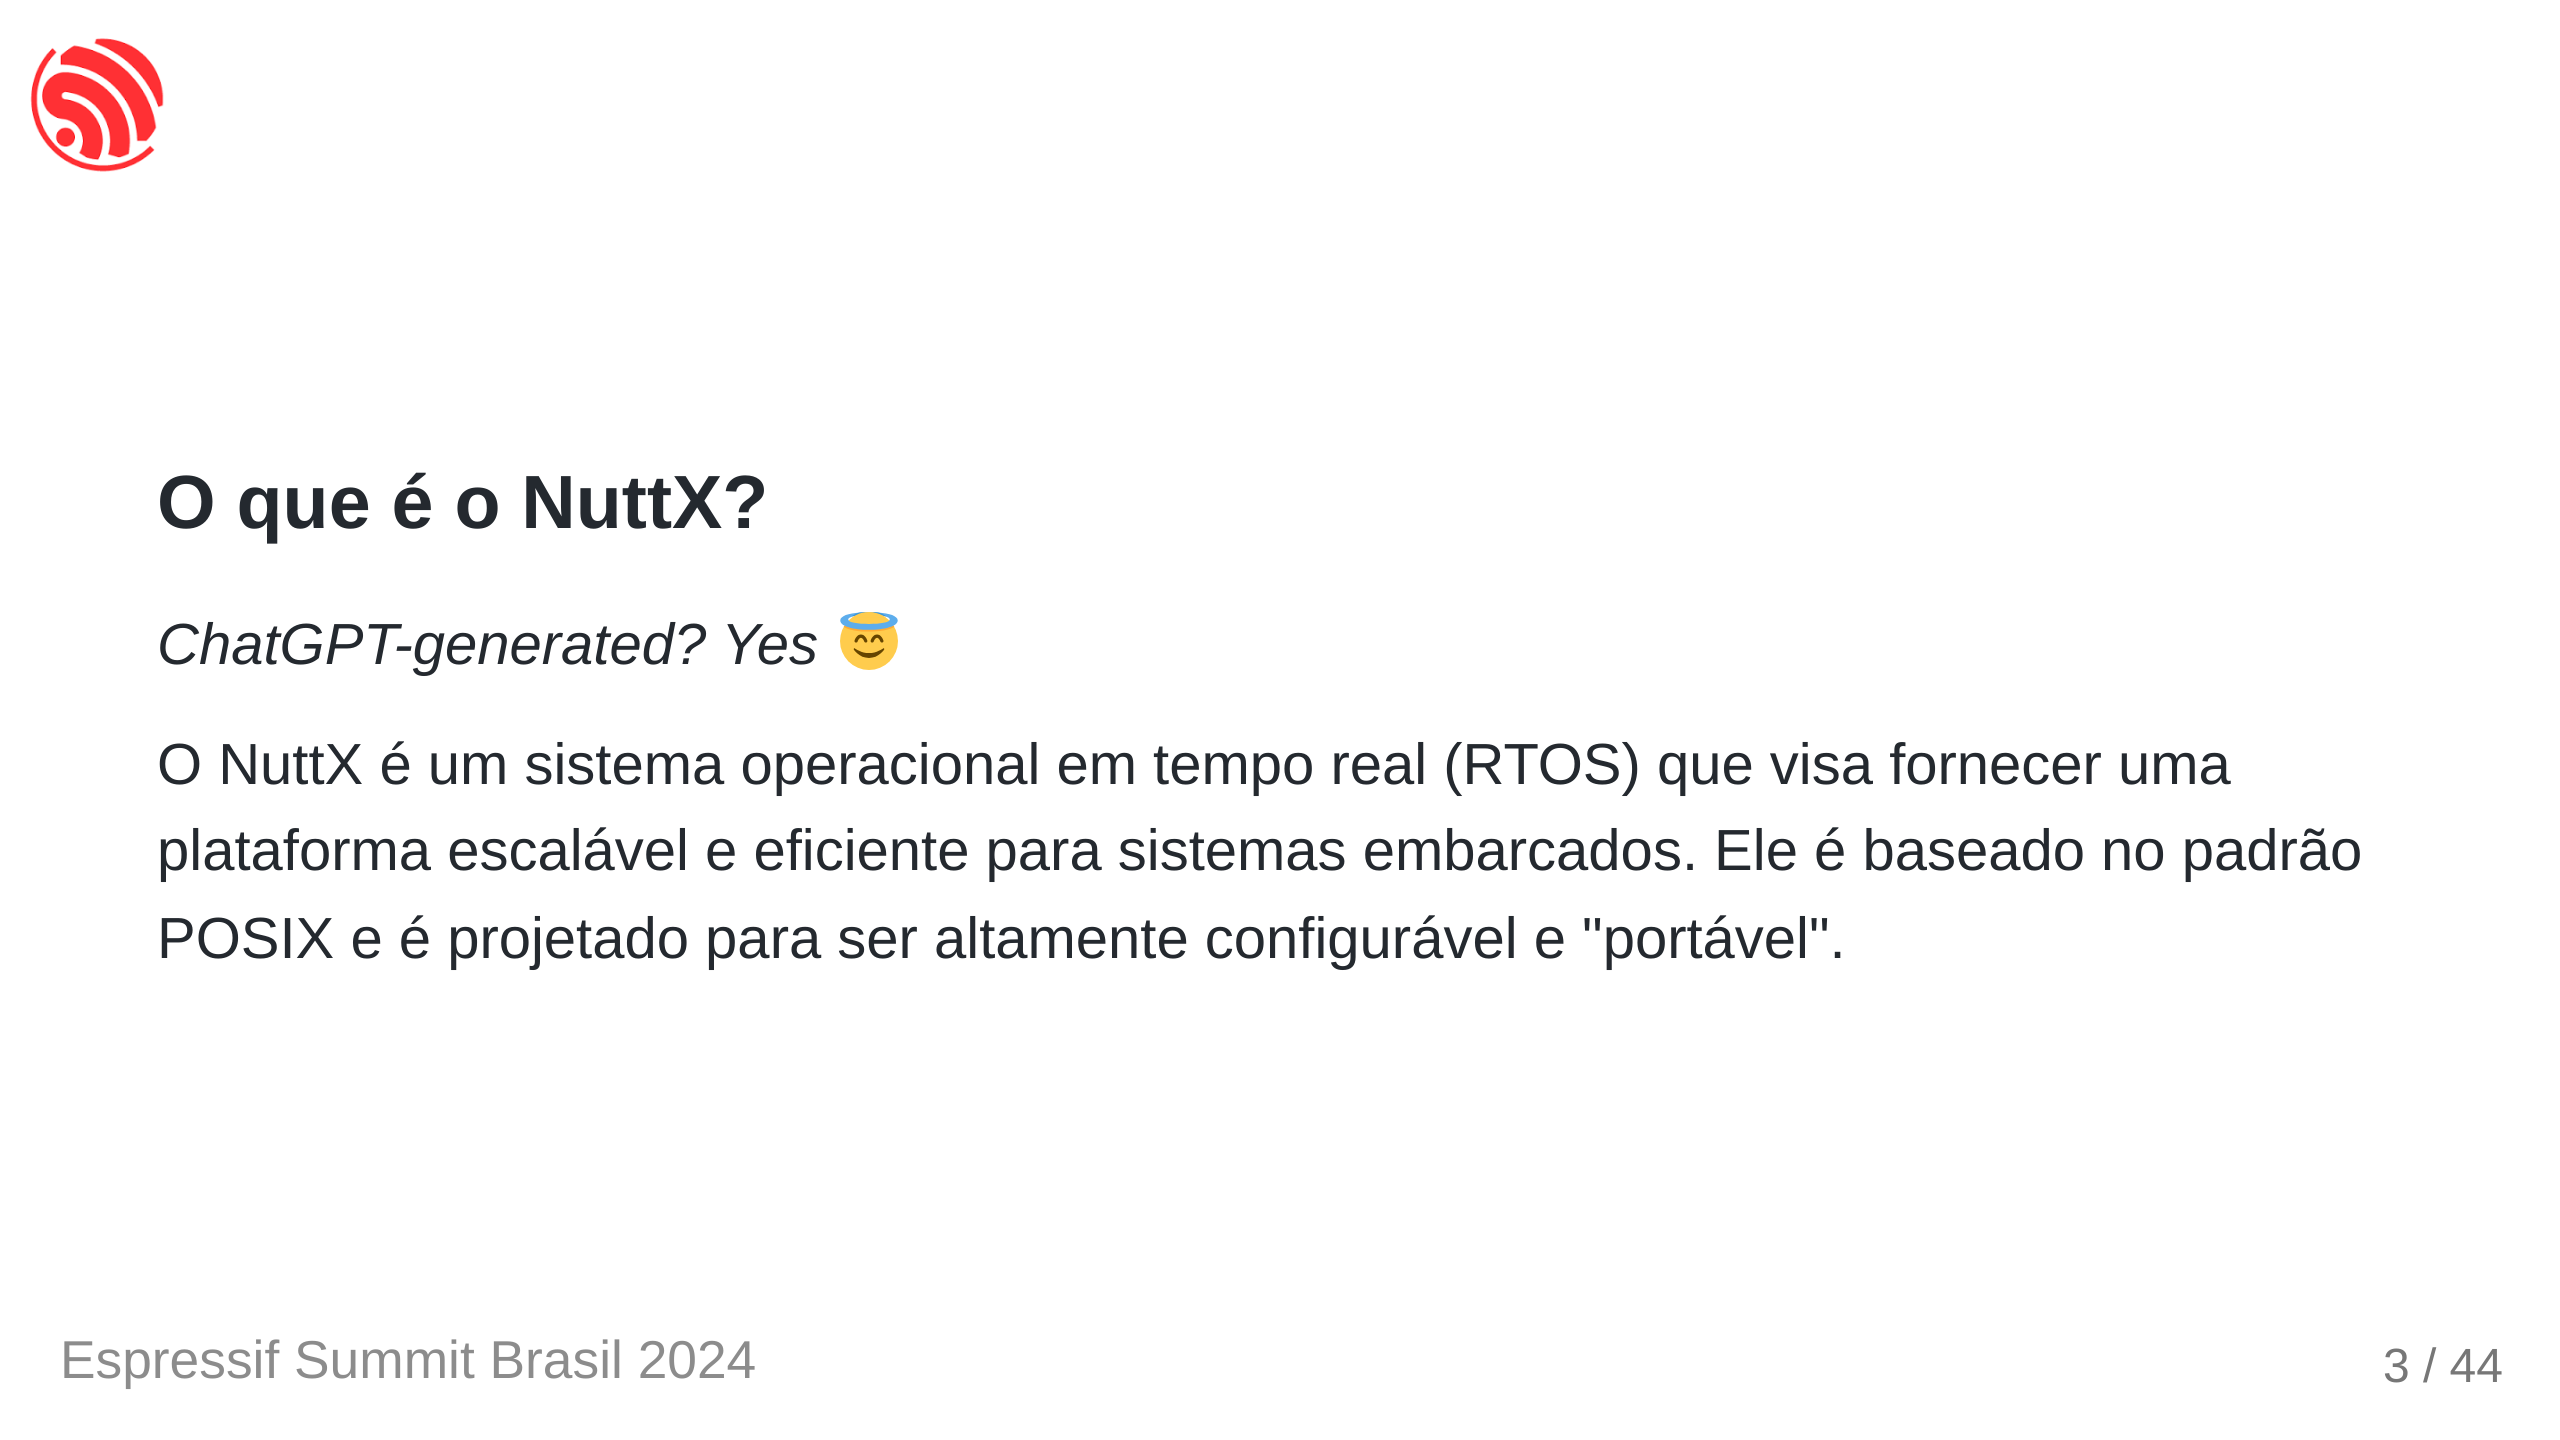 O que é o NuttX?
ChatGPT-generated? Yes 😇
O NuttX é um sistema operacional em tempo real (RTOS) que visa fornecer uma
plataforma escalável e eficiente para sistemas embarcados. Ele é baseado no padrão
POSIX e é projetado para ser altamente configurável e "portável".
Espressif Summit Brasil 2024
3 / 44